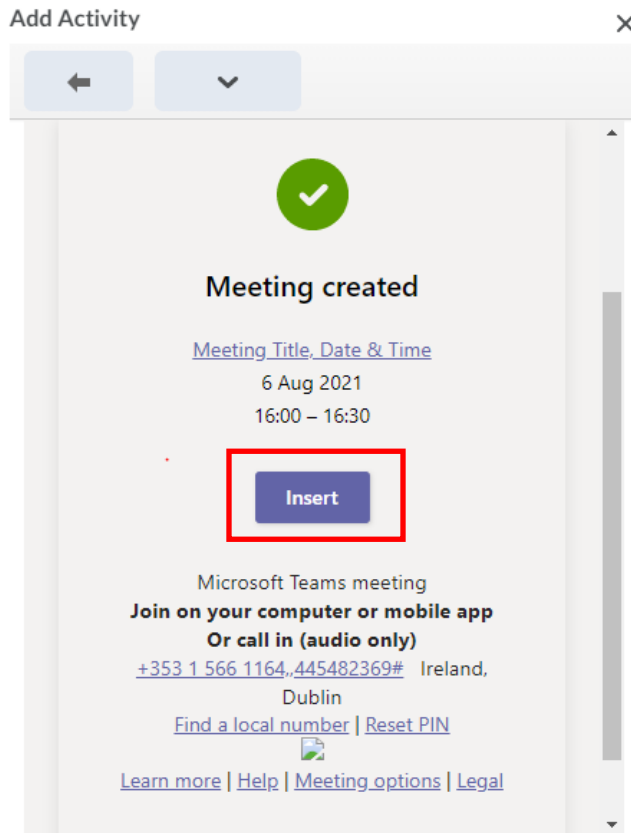 Add Activity
Meeting created
Meeting Title, Date & Time
6 Aug 2021
16:00 – 16:30
Insert
Microsoft Teams meeting
Join on your computer or mobile app
Or call in (audio only)
+353 1 566 1164,,445482369# Ireland,
Dublin
Find a local number | Reset PIN
Learn more | Help | Meeting options | Legal